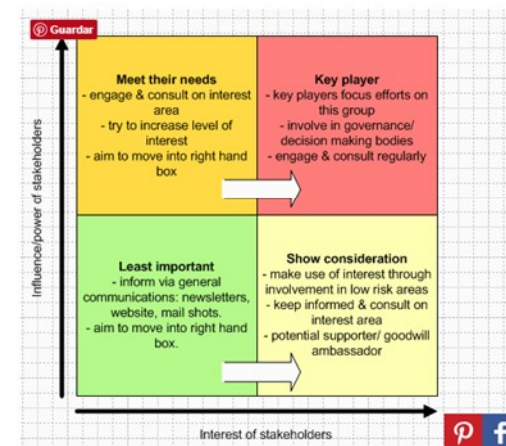 Guardar
Meet their needs
- engage & consult on interest
area
- try to increase level of
interest
- aim to move into right hand
box
Key player
- key players focus efforts on
this group
- involve in governance/
decision making bodies
- engage & consult regularly
Influence/power of stakeholders
Least important
- inform via general
communications: newsletters,
website, mail shots.
- aim to move into right hand
box.
Show consideration
- make use of interest through
involvement in low risk areas
- keep informed & consult on
interest area
- potential supporter/ goodwill
ambassador
Interest of stakeholders